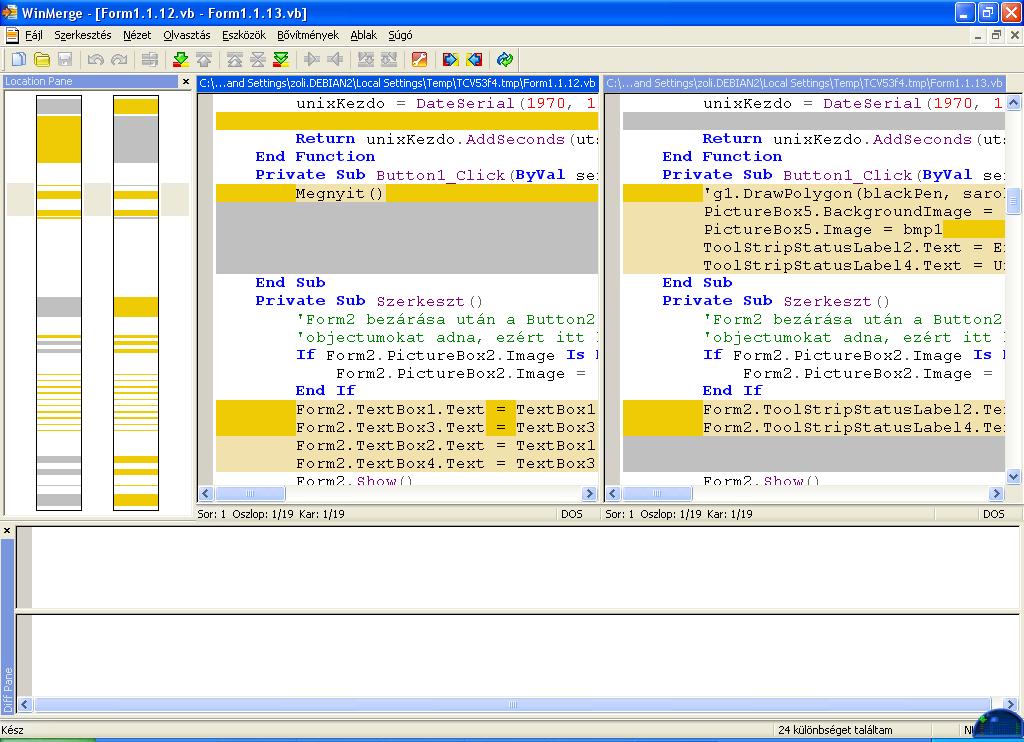 WinMerge - [Form1.1.12.vb - Form1.1.13.vb]
Fájl Szerkesztés Nézet Olvasztás Eszközök Bővítmények Ablak Súgó
Location Pane
C:\...and Settings\zoli.DEBIAN2\Local Settings\Temp\TCV53f4.tmp\Form1.1.12.vb
unixKezdo = DateSerial(1970, 1
Return unixKezdo.AddSeconds(uts
End Function
Private Sub Button1_Click(ByVal se
Megnyit()
End Sub
Private Sub Szerkeszt()
'Form2 bezárása után a Button2
'objectumokat adna, ezért itt
If Form2.PictureBox2.Image Is
Form2.PictureBox2.Image =
End If
Form2.TextBox1.Text = TextBox1
Form2.TextBox3.Text = TextBox3
Form2.TextBox2.Text = TextBox1
Form2.TextBox4.Text = TextBox3
Form2.Show()
Sor: 1 Oszlop: 1/19 Kar: 1/19
DOS
C:\...and Settings\zoli.DEBIAN2\Local Settings\Temp\TCV53f4.tmp\Form1.1.13.vb
unixKezdo = DateSerial(1970, 1
Return unixKezdo.AddSeconds(uts
End Function
Private Sub Button1_Click(ByVal se
'g1.DrawPolygon(blackPen, saro
PictureBox5.BackgroundImage =
PictureBox5.Image = bmp1
ToolStripStatusLabel2.Text = E
ToolStripStatusLabel4.Text = U
End Sub
Private Sub Szerkeszt()
'Form2 bezárása után a Button2
'objectumokat adna, ezért itt
If Form2.PictureBox2.Image Is
Form2.PictureBox2.Image =
End If
Form2.ToolStripStatusLabel2.Te
Form2.ToolStripStatusLabel4.Te
Form2.Show()
Sor: 1 Oszlop: 1/19 Kar: 1/19
DOS
Diff Pane
Kész
24 különbséget találtam